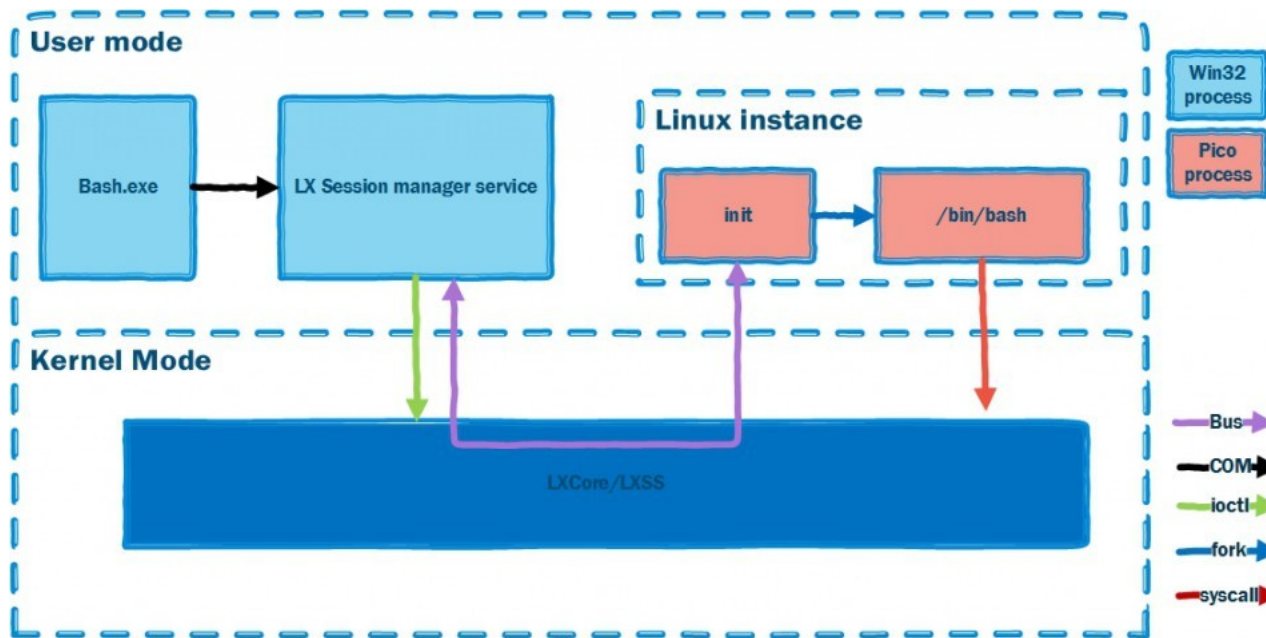 User mode
Bash.exe
LX Session manager service
Linux instance
init
/bin/bash
Kernel Mode
LXCore/LXSS
Win32
process
Pico
process
Bus
COM
ioctl
fork
syscall